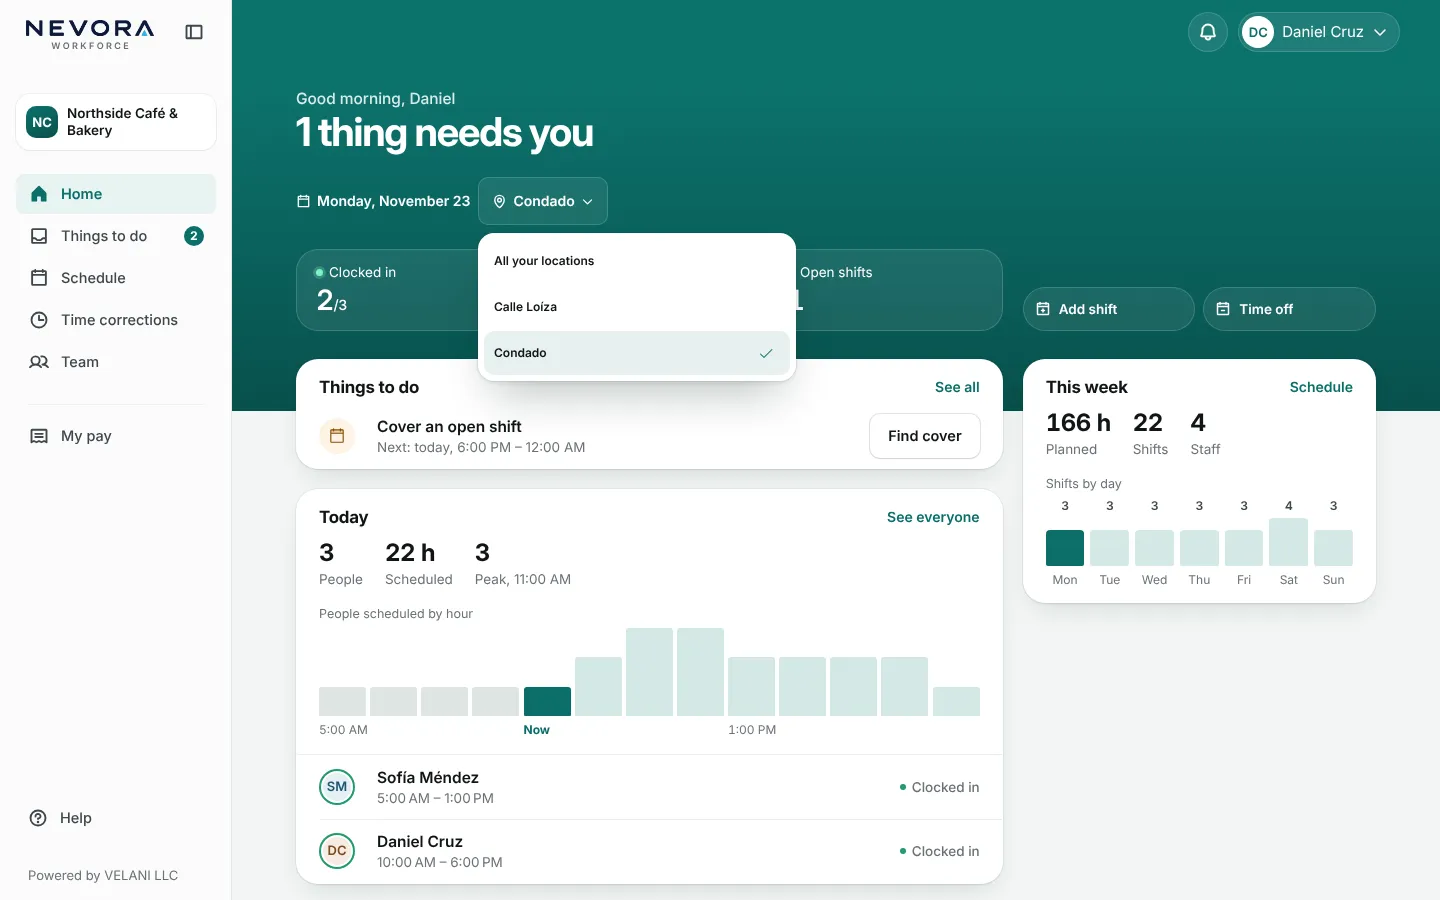 NEVORA
WORKFORCE
NC
Northside Café &
Bakery
Home
Things to do
2
Schedule
Time corrections
Team
My pay
Help
Powered by VELANI LLC
DC
Daniel Cruz
Good morning, Daniel
1 thing needs you
Monday, November 23
Condado
All your locations
Calle Loíza
Condado
Clocked in
2/3
Open shifts
Add shift
Time off
Things to do
See all
Cover an open shift
Next: today, 6:00 PM – 12:00 AM
Find cover
This week
Schedule
166 h
22
4
Planned
Shifts
Staff
Shifts by day
3 3 3 3 3 4 3
Mon Tue Wed Thu Fri Sat Sun
Today
See everyone
3
22 h
3
People
Scheduled
Peak, 11:00 AM
People scheduled by hour
5:00 AM
Now
1:00 PM
SM
Sofía Méndez
5:00 AM – 1:00 PM
Clocked in
DC
Daniel Cruz
10:00 AM – 6:00 PM
Clocked in